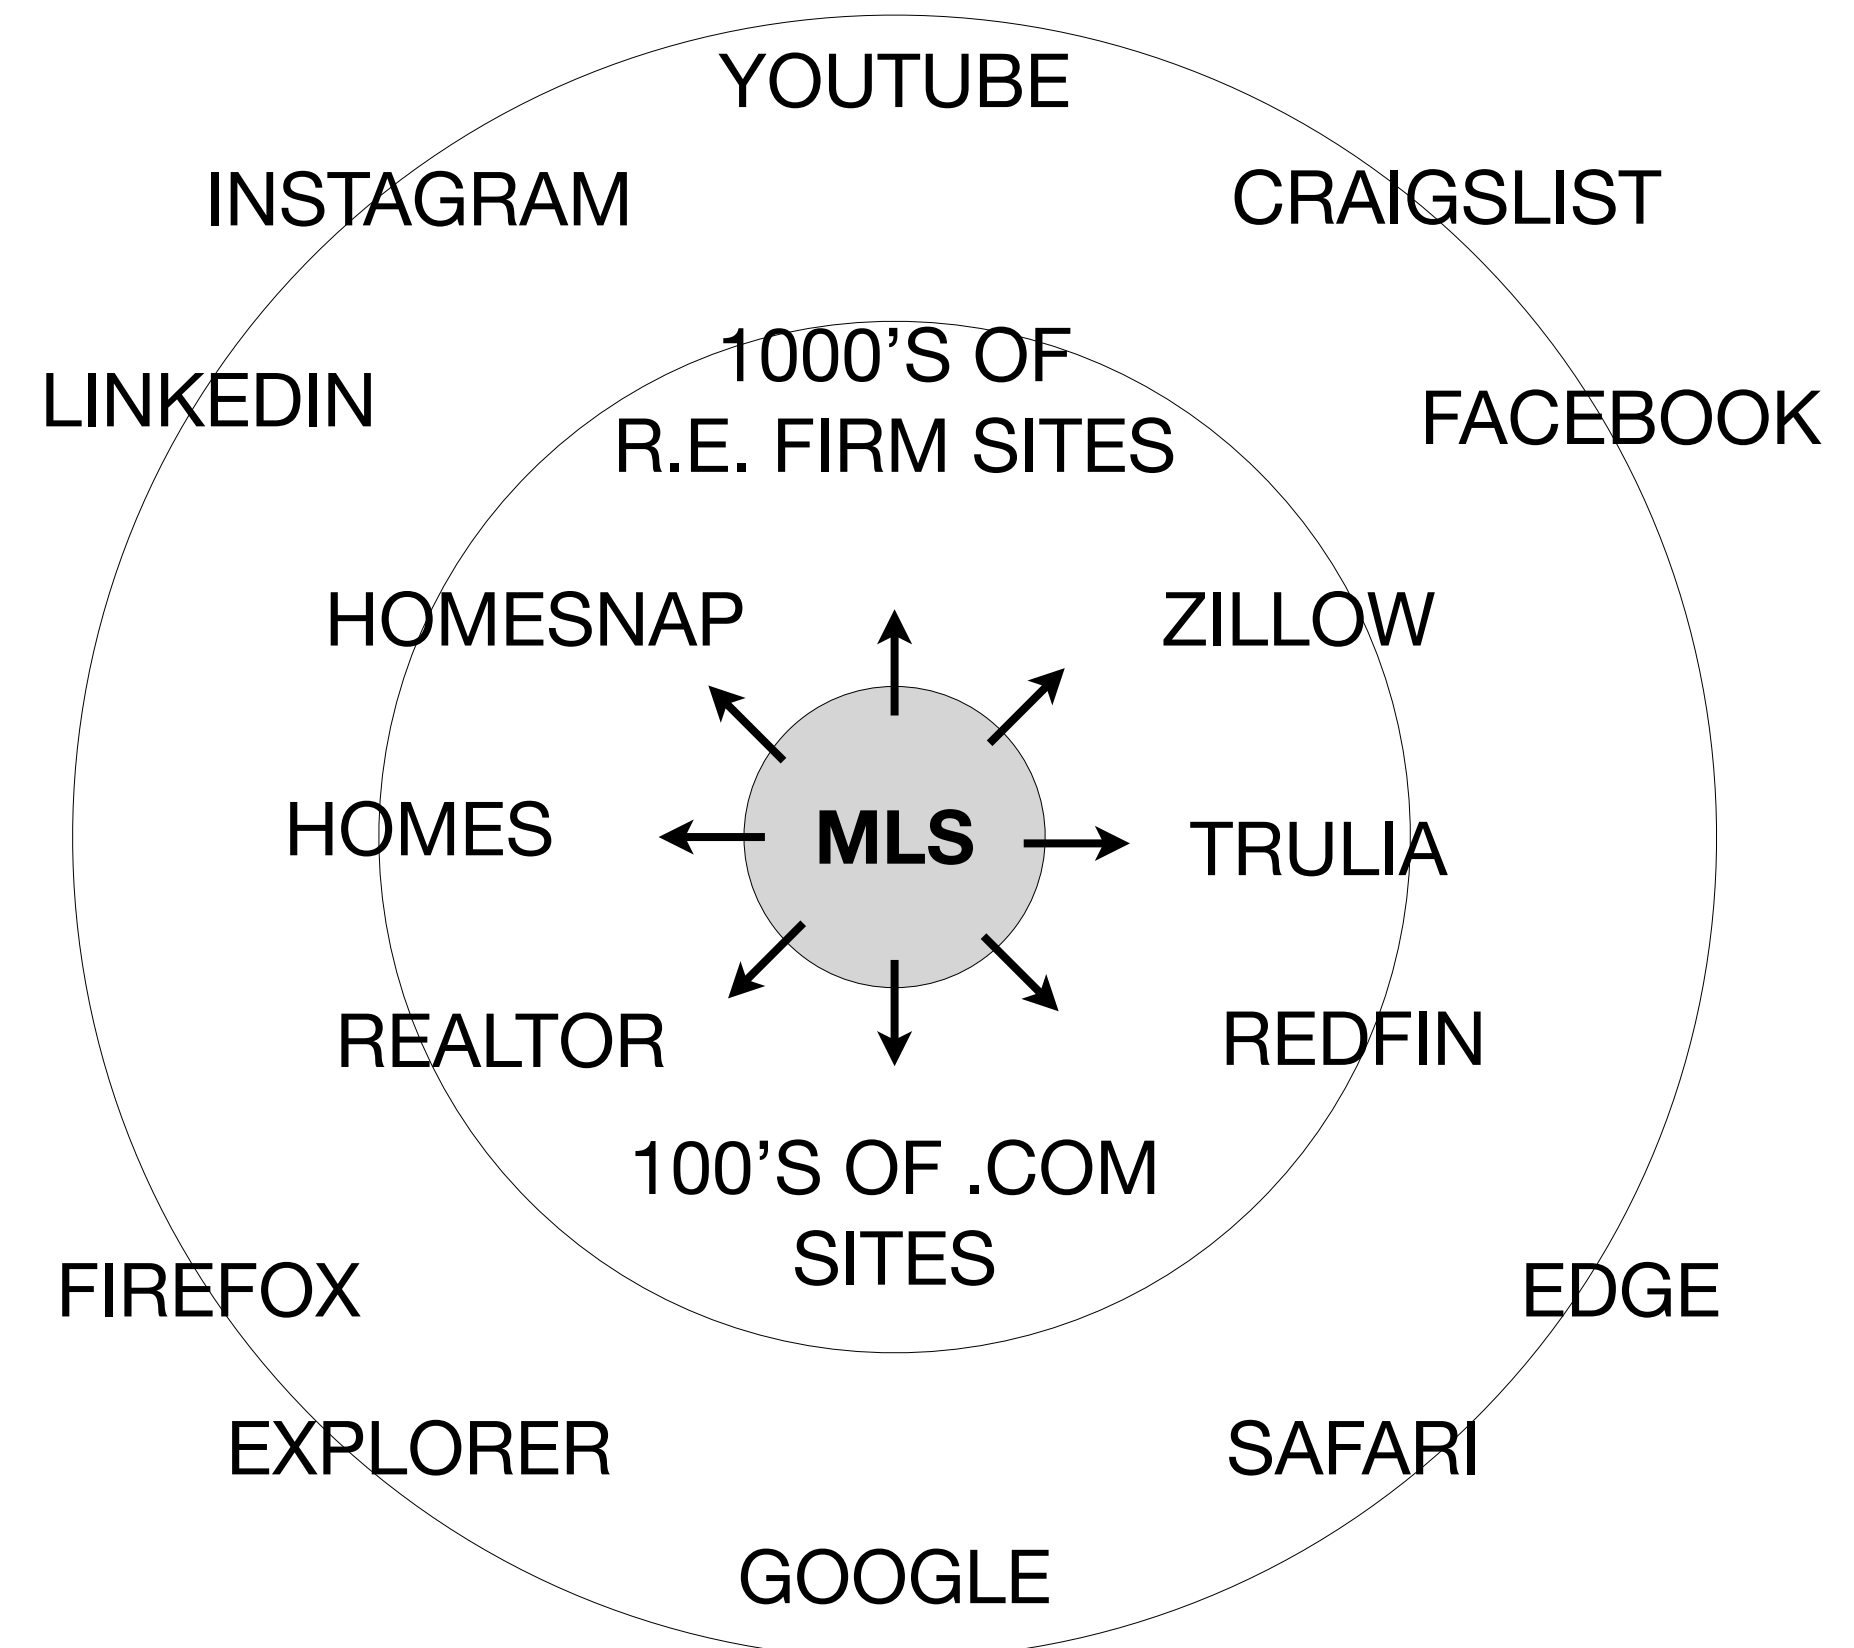 YOUTUBE
INSTAGRAM
CRAIGSLIST
1000’S OF
R.E. FIRM SITES
LINKEDIN
FACEBOOK
HOMESNAP
ZILLOW
HOMES
MLS
TRULIA
REALTOR
REDFIN
100’S OF .COM
SITES
FIREFOX
EDGE
EXPLORER
SAFARI
GOOGLE